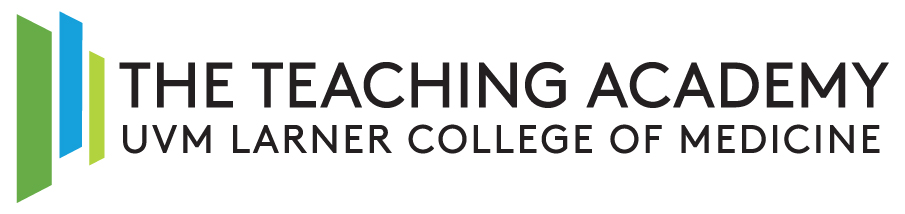 THE TEACHING ACADEMY
UVM LARNER COLLEGE OF MEDICINE